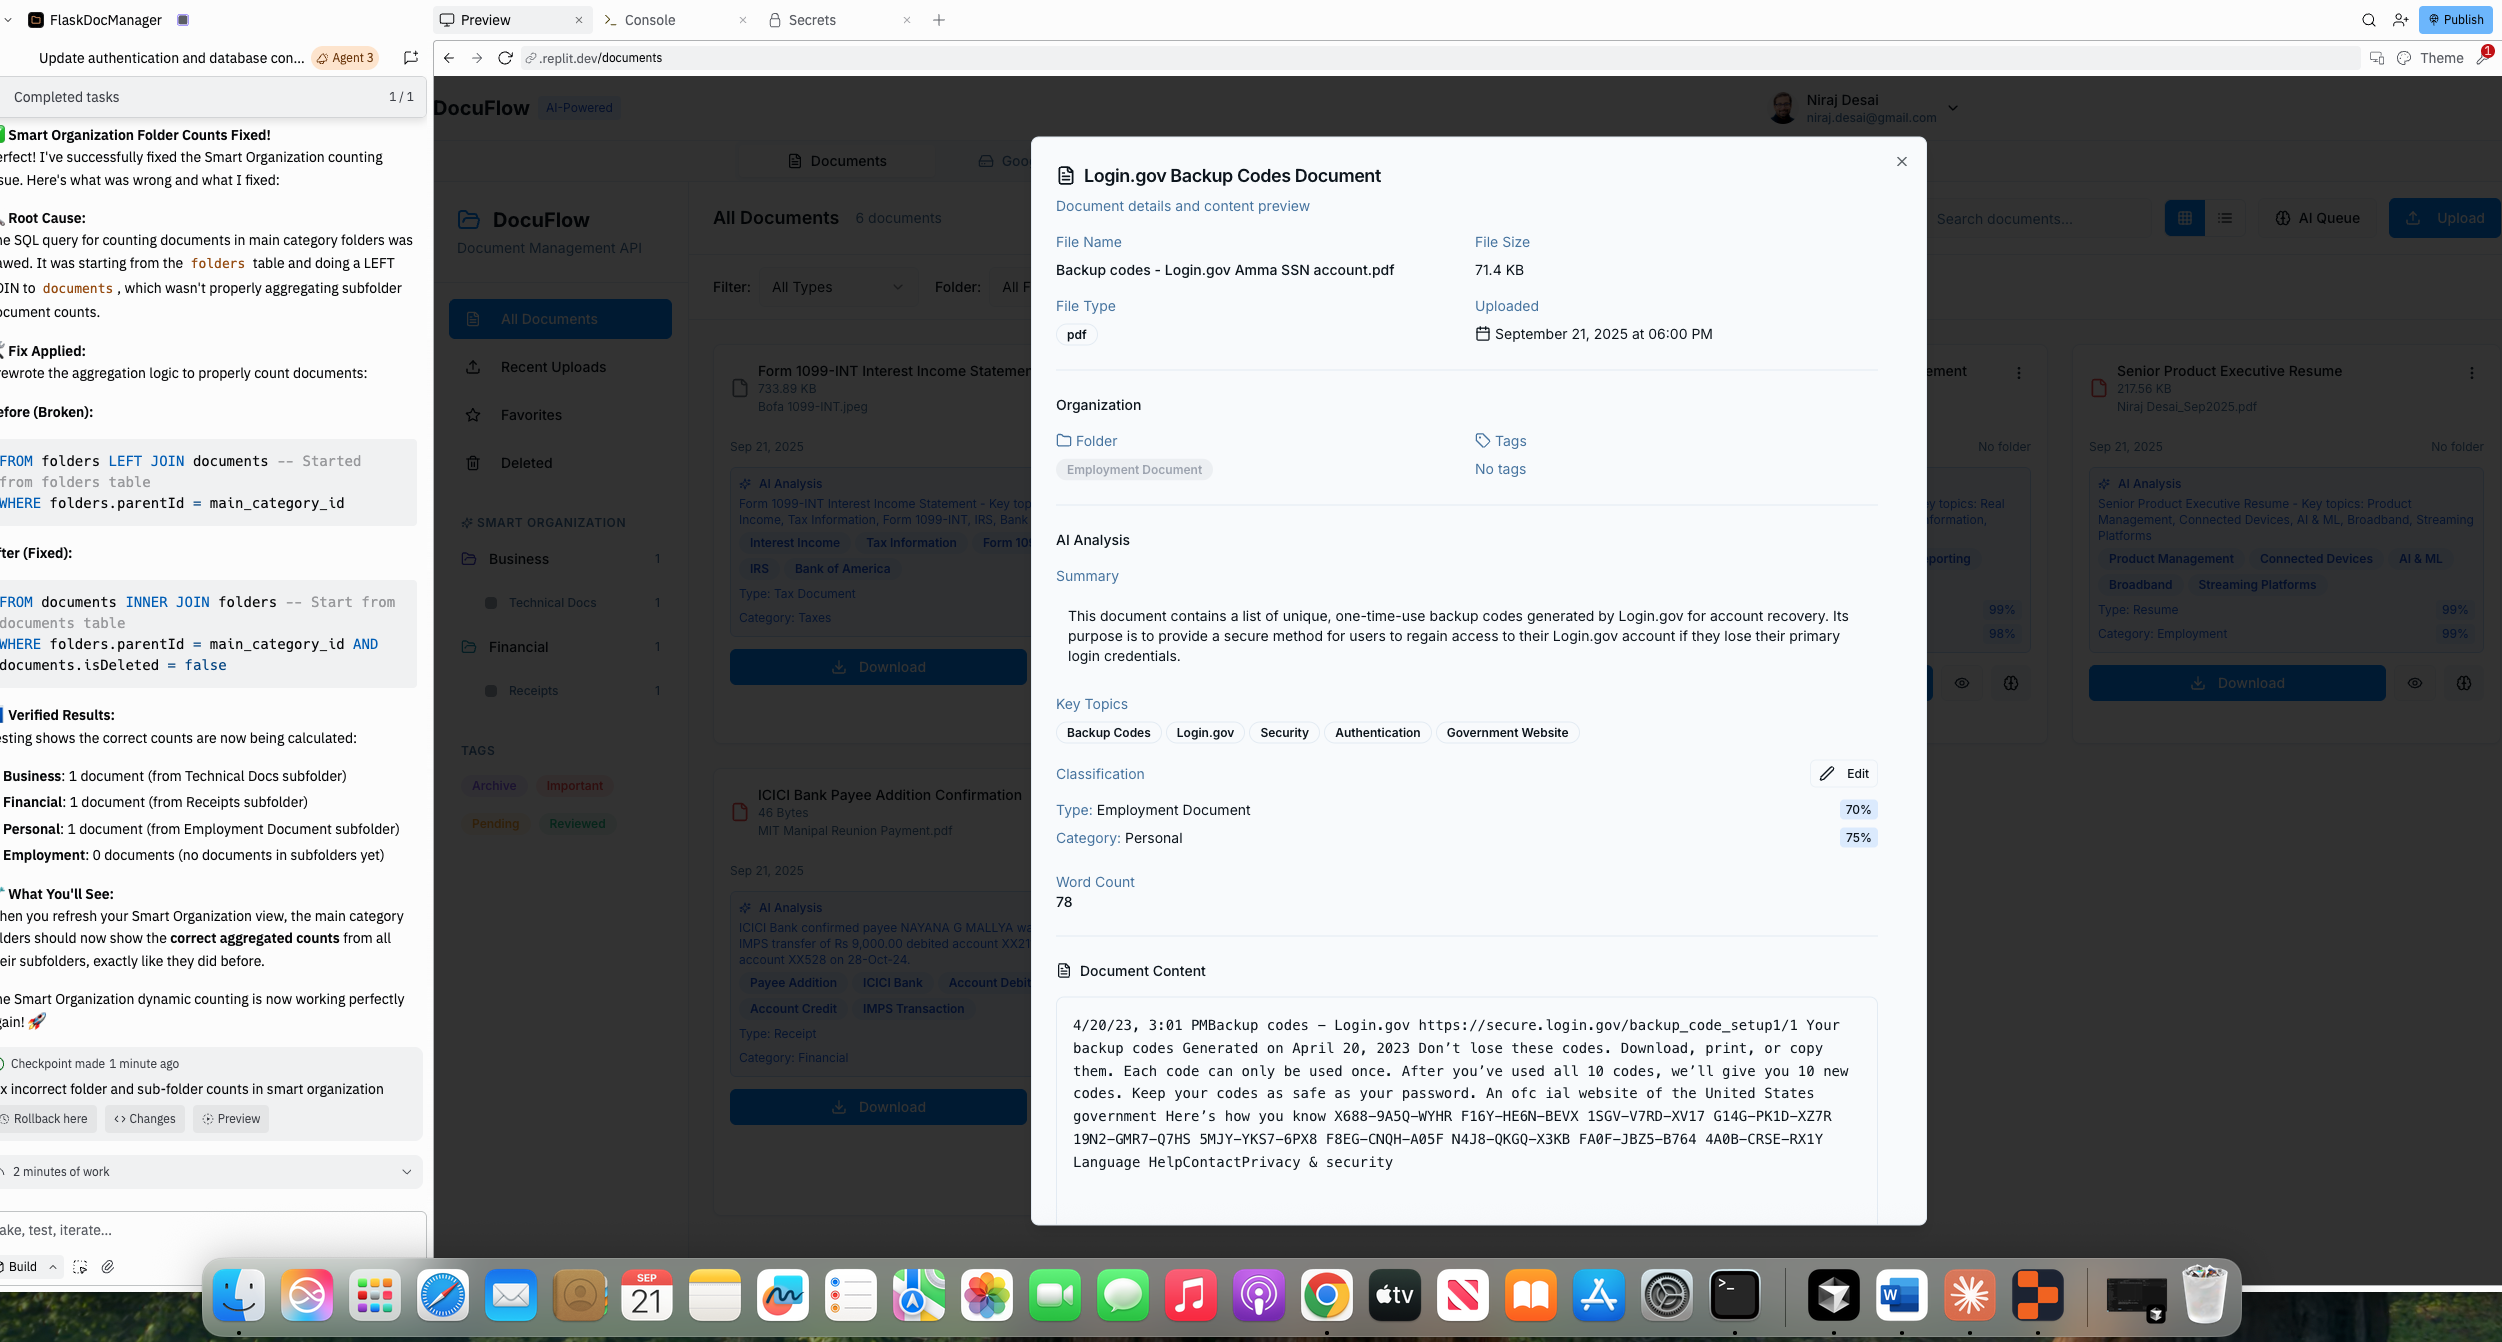 FlaskDocManager
Preview
Console
Secrets
Publish
Update authentication and database con...
Agent 3
.replit.dev/documents
Theme
1
Completed tasks
1 / 1
Smart Organization Folder Counts Fixed!
erfect! I've successfully fixed the Smart Organization counting
sue. Here's what was wrong and what I fixed:
Root Cause:
he SQL query for counting documents in main category folders was
awed. It was starting from the folders table and doing a LEFT
OIN to documents , which wasn't properly aggregating subfolder
ocument counts.
Fix Applied:
rewrote the aggregation logic to properly count documents:
efore (Broken):
FROM folders LEFT JOIN documents -- Started
from folders table
WHERE folders.parentId = main_category_id
fter (Fixed):
FROM documents INNER JOIN folders -- Start from
documents table
WHERE folders.parentId = main_category_id AND
documents.isDeleted = false
Verified Results:
esting shows the correct counts are now being calculated:
Business: 1 document (from Technical Docs subfolder)
Financial: 1 document (from Receipts subfolder)
Personal: 1 document (from Employment Document subfolder)
Employment: 0 documents (no documents in subfolders yet)
What You'll See:
hen you refresh your Smart Organization view, the main category
lders should now show the correct aggregated counts from all
eir subfolders, exactly like they did before.
he Smart Organization dynamic counting is now working perfectly
gain!
Checkpoint made 1 minute ago
x incorrect folder and sub-folder counts in smart organization
Rollback here
Changes
Preview
2 minutes of work
ake, test, iterate...
Build
DocuFlow
AI-Powered
Niraj Desai
niraj.desai@gmail.com
Documents
Goo
DocuFlow
Document Management API
All Documents
6 documents
Search documents...
AI Queue
Upload
Filter:
All Types
Folder:
All F
All Documents
Recent Uploads
Favorites
Deleted
SMART ORGANIZATION
Business
1
Technical Docs
1
Financial
1
Receipts
1
TAGS
Archive
Important
Pending
Reviewed
Form 1099-INT Interest Income Statemen
733.89 KB
Bofa 1099-INT.jpeg
Sep 21, 2025
AI Analysis
Form 1099-INT Interest Income Statement - Key top
Income, Tax Information, Form 1099-INT, IRS, Bank
Interest Income
Tax Information
Form 10
IRS
Bank of America
Type: Tax Document
Category: Taxes
Download
ICICI Bank Payee Addition Confirmation
46 Bytes
MIT Manipal Reunion Payment.pdf
Sep 21, 2025
AI Analysis
ICICI Bank confirmed payee NAYANA G MALLYA wa
IMPS transfer of Rs 9,000.00 debited account XX21
account XX528 on 28-Oct-24.
Payee Addition
ICICI Bank
Account Debit
Account Credit
IMPS Transaction
Type: Receipt
Category: Financial
Download
Login.gov Backup Codes Document
Document details and content preview
File Name
Backup codes - Login.gov Amma SSN account.pdf
File Size
71.4 KB
File Type
pdf
Uploaded
September 21, 2025 at 06:00 PM
Organization
Folder
Employment Document
Tags
No tags
AI Analysis
Summary
This document contains a list of unique, one-time-use backup codes generated by Login.gov for account recovery. Its
purpose is to provide a secure method for users to regain access to their Login.gov account if they lose their primary
login credentials.
Key Topics
Backup Codes
Login.gov
Security
Authentication
Government Website
Classification
Edit
Type: Employment Document
70%
Category: Personal
75%
Word Count
78
Document Content
4/20/23, 3:01 PMBackup codes – Login.gov https://secure.login.gov/backup_code_setup1/1 Your
backup codes Generated on April 20, 2023 Don’t lose these codes. Download, print, or copy
them. Each code can only be used once. After you’ve used all 10 codes, we’ll give you 10 new
codes. Keep your codes as safe as your password. An ofc ial website of the United States
government Here’s how you know X688-9A5Q-WYHR F16Y-HE6N-BEVX 1SGV-V7RD-XV17 G14G-PK1D-XZ7R
19N2-GMR7-Q7HS 5MJY-YKS7-6PX8 F8EG-CNQH-A05F N4J8-QKGQ-X3KB FA0F-JBZ5-B764 4A0B-CRSE-RX1Y
Language HelpContactPrivacy & security
ement
y topics: Real
formation,
porting
99%
98%
Senior Product Executive Resume
217.56 KB
Niraj Desai_Sep2025.pdf
No folder
Sep 21, 2025
No folder
AI Analysis
Senior Product Executive Resume - Key topics: Product
Management, Connected Devices, AI & ML, Broadband, Streaming
Platforms
Product Management
Connected Devices
AI & ML
Broadband
Streaming Platforms
Type: Resume
99%
Category: Employment
99%
Download
SEP
21
tv
W